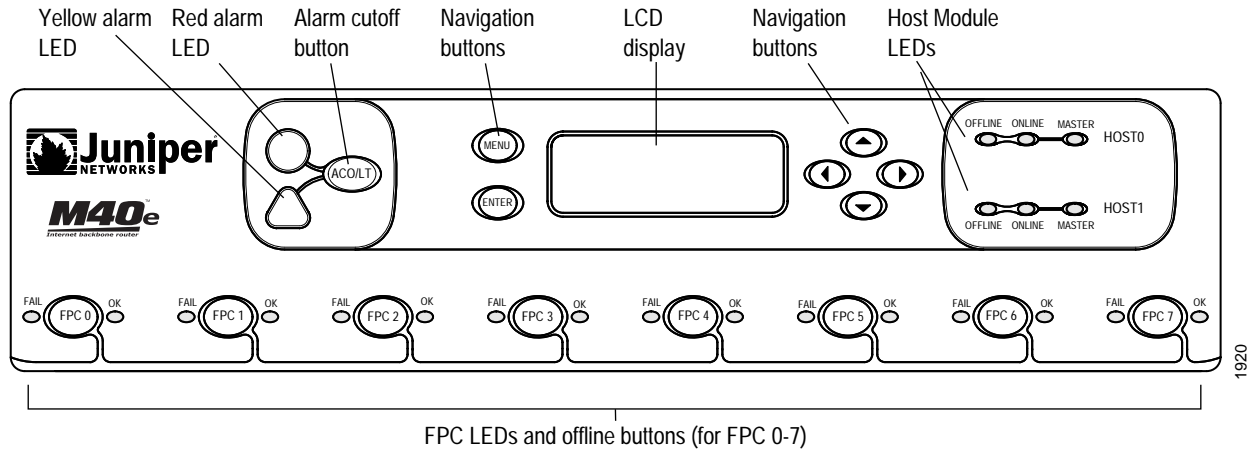 Yellow alarm LED
Red alarm LED
Alarm cutoff button
Navigation buttons
LCD display
Navigation buttons
Host Module LEDs
Juniper
NETWORKS
M40e
Internet backbone router
ACO/LT
MENU
ENTER
OFFLINE ONLINE MASTER
HOST0
HOST1
OFFLINE ONLINE MASTER
FAIL FPC 0 OK
FAIL FPC 1 OK
FAIL FPC 2 OK
FAIL FPC 3 OK
FAIL FPC 4 OK
FAIL FPC 5 OK
FAIL FPC 6 OK
FAIL FPC 7 OK
1920
FPC LEDs and offline buttons (for FPC 0-7)